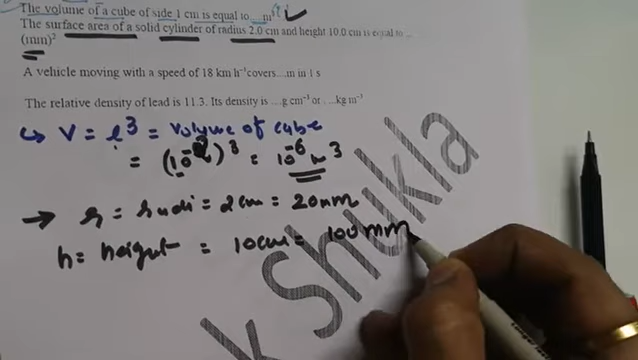 The volume of a cube of side 1 cm is equal to.....m³
The surface area of a solid cylinder of radius 2.0 cm and height 10.0 cm is equal to ...
(mm)²
A vehicle moving with a speed of 18 km h⁻¹ covers....m in 1 s
The relative density of lead is 11.3. Its density is ....g cm⁻³ or ....kg m⁻³
↳ V = l³ = volume of cube
= (10⁻²)³ = 10⁻⁶ m³
→ r = radi = 2cm = 20mm
h = height = 10cm = 100mm
k Shukla